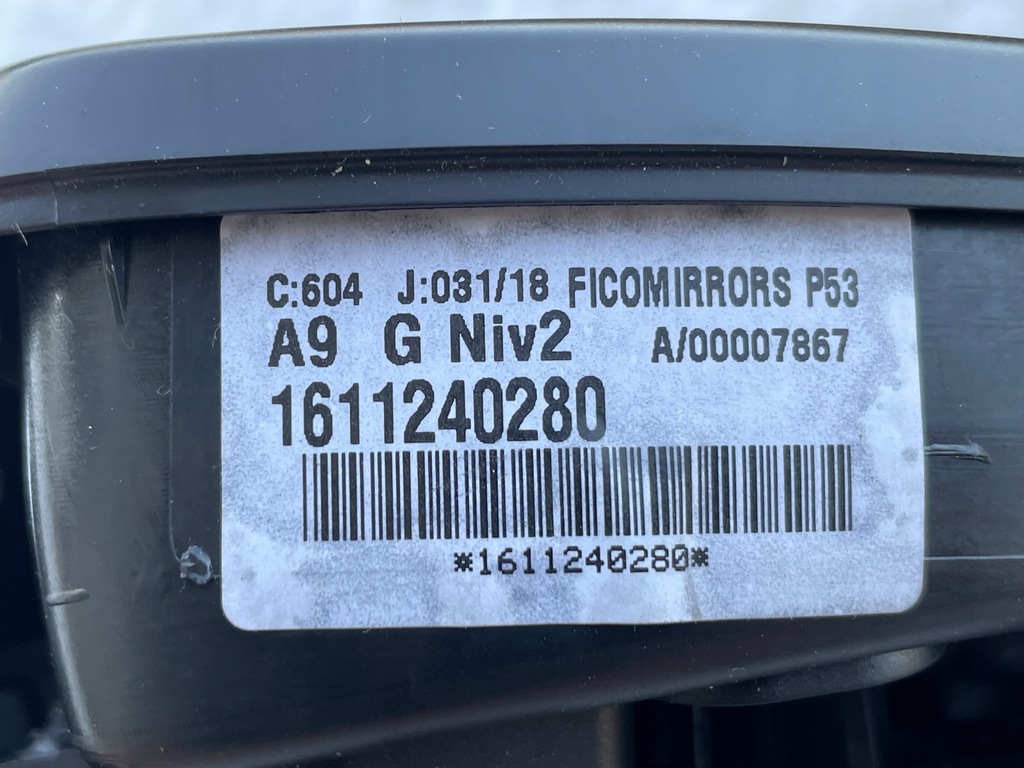 C:604 J:031/18 FICOMIRRORS P53
A9 G Niv2 A/00007867
1611240280
*1611240280*